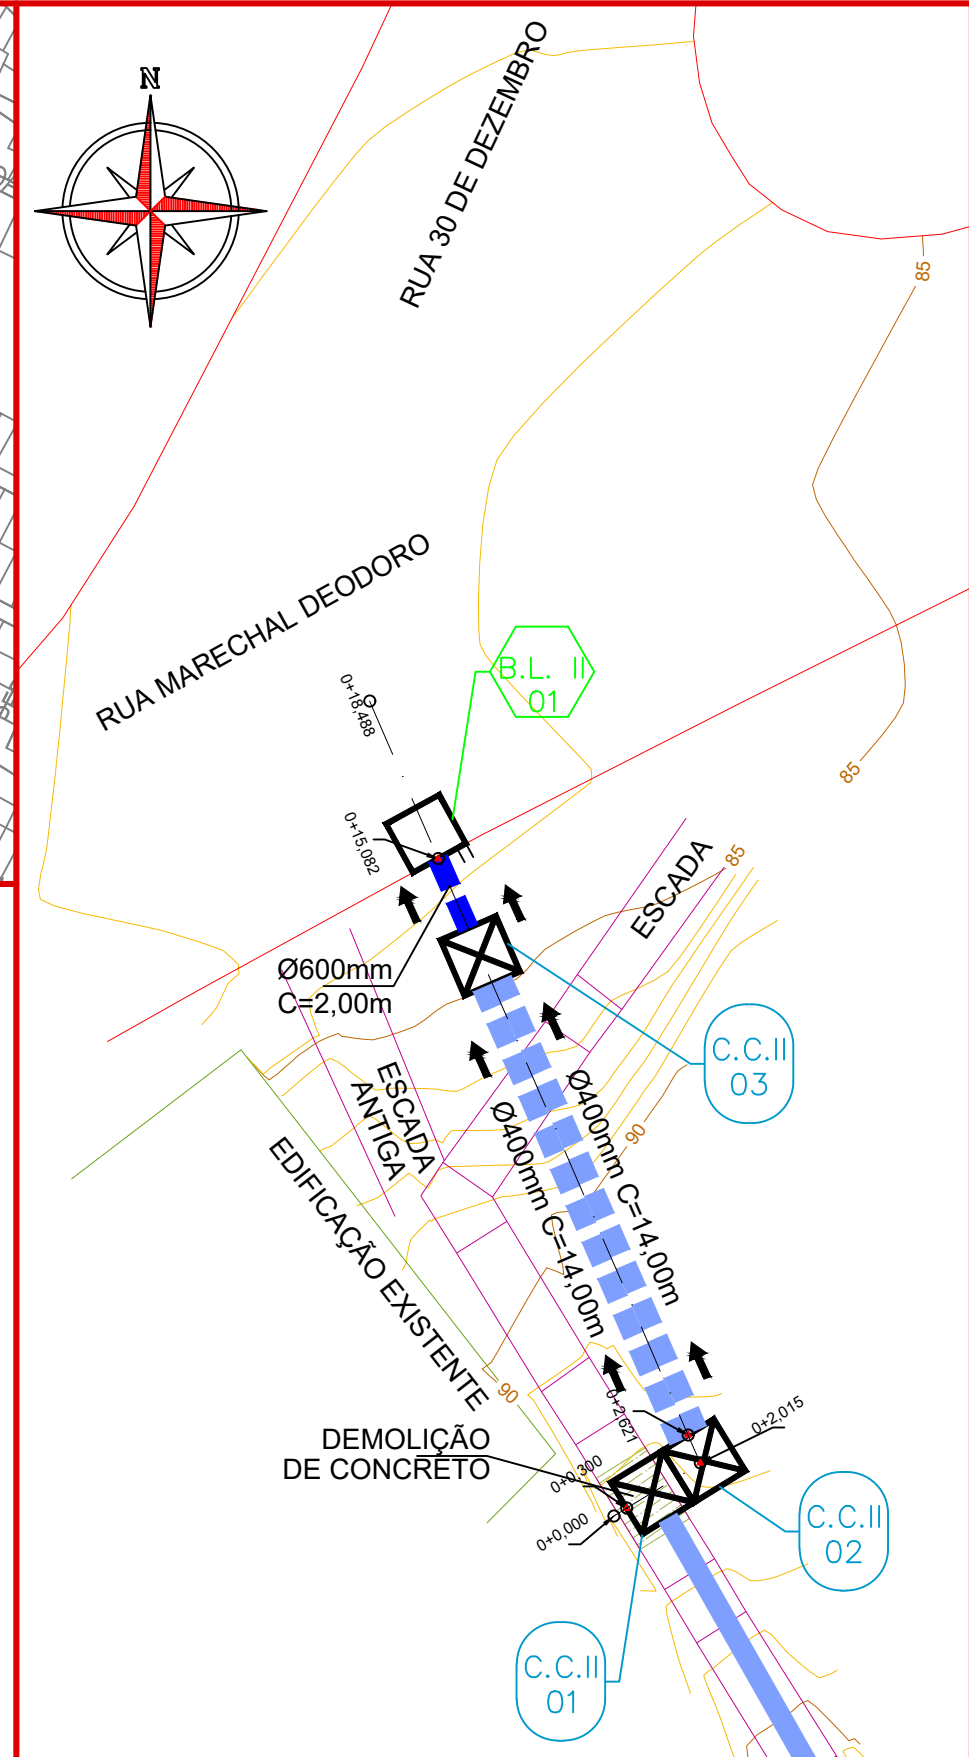 N
RUA 30 DE DEZEMBRO
85
RUA MARECHAL DEODORO
B.L. II
01
0+18,488
85
0+15,082
ESCADA
85
Ø600mm
C=2,00m
C.C.II
03
ESCADA
ANTIGA
Ø400mm C=14,00m
Ø400mm C=14,00m
90
EDIFICAÇÃO EXISTENTE
90
DEMOLIÇÃO
DE CONCRETO
0+2,621
0+2,015
0+0,300
0+0,000
C.C.II
02
C.C.II
01